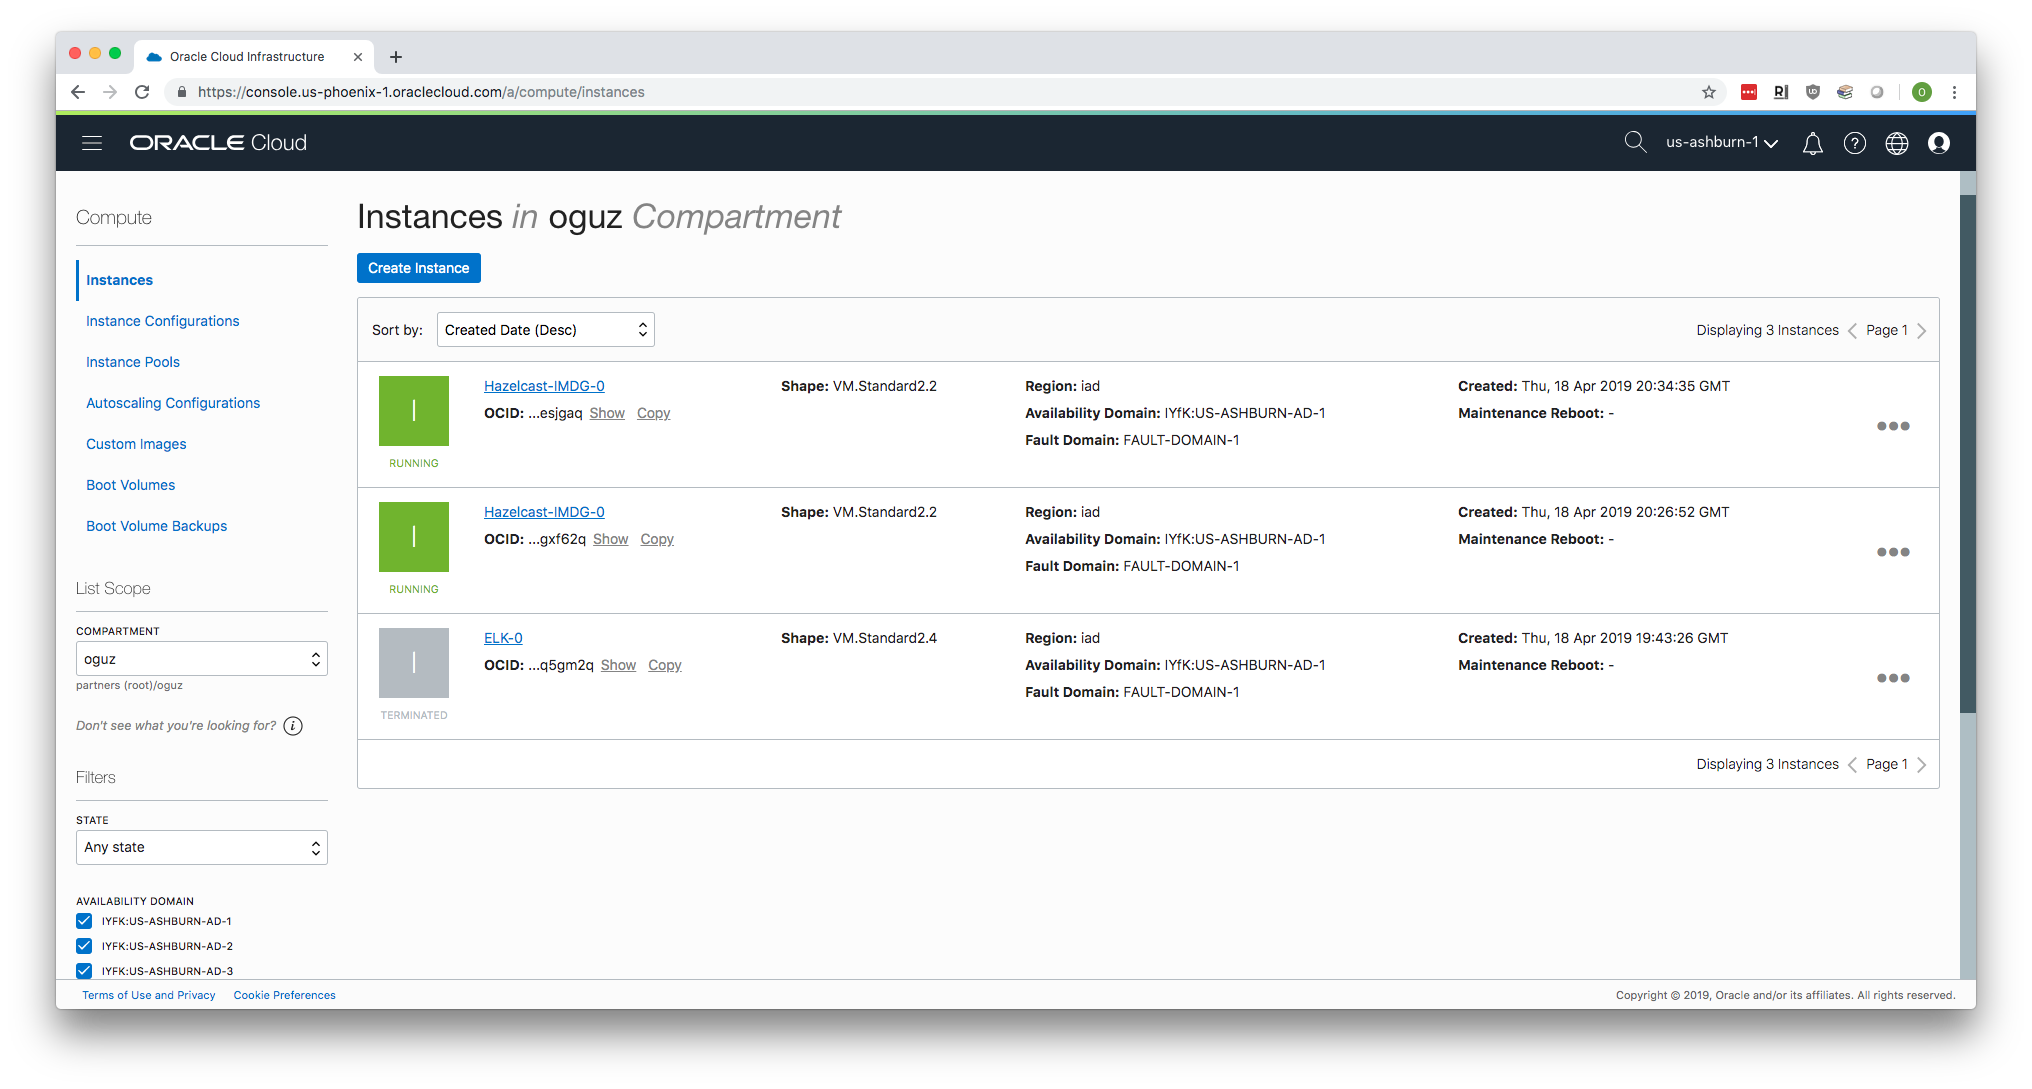 Oracle Cloud Infrastructure
https://console.us-phoenix-1.oraclecloud.com/a/compute/instances
O
ORACLE Cloud
us-ashburn-1
Compute
Instances
Instance Configurations
Instance Pools
Autoscaling Configurations
Custom Images
Boot Volumes
Boot Volume Backups
List Scope
COMPARTMENT
oguz
partners (root)/oguz
Don't see what you're looking for?
Filters
STATE
Any state
AVAILABILITY DOMAIN
IYFK:US-ASHBURN-AD-1
IYFK:US-ASHBURN-AD-2
IYFK:US-ASHBURN-AD-3
Instances in oguz Compartment
Create Instance
Sort by: Created Date (Desc)
Displaying 3 Instances Page 1
I
RUNNING
Hazelcast-IMDG-0
OCID: ...esjgaq Show Copy
Shape: VM.Standard2.2
Region: iad
Availability Domain: IYfK:US-ASHBURN-AD-1
Fault Domain: FAULT-DOMAIN-1
Created: Thu, 18 Apr 2019 20:34:35 GMT
Maintenance Reboot: -
I
RUNNING
Hazelcast-IMDG-0
OCID: ...gxf62q Show Copy
Shape: VM.Standard2.2
Region: iad
Availability Domain: IYfK:US-ASHBURN-AD-1
Fault Domain: FAULT-DOMAIN-1
Created: Thu, 18 Apr 2019 20:26:52 GMT
Maintenance Reboot: -
I
TERMINATED
ELK-0
OCID: ...q5gm2q Show Copy
Shape: VM.Standard2.4
Region: iad
Availability Domain: IYfK:US-ASHBURN-AD-1
Fault Domain: FAULT-DOMAIN-1
Created: Thu, 18 Apr 2019 19:43:26 GMT
Maintenance Reboot: -
Displaying 3 Instances Page 1
Terms of Use and Privacy Cookie Preferences
Copyright © 2019, Oracle and/or its affiliates. All rights reserved.